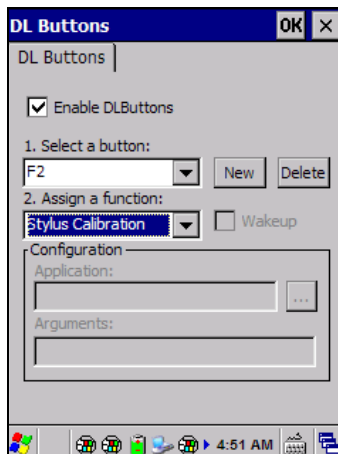 DL Buttons OK ×
DL Buttons
Enable DLButtons
1. Select a button:
F2 New Delete
2. Assign a function:
Stylus Calibration Wakeup
Configuration
Application:
...
Arguments:
4:51 AM